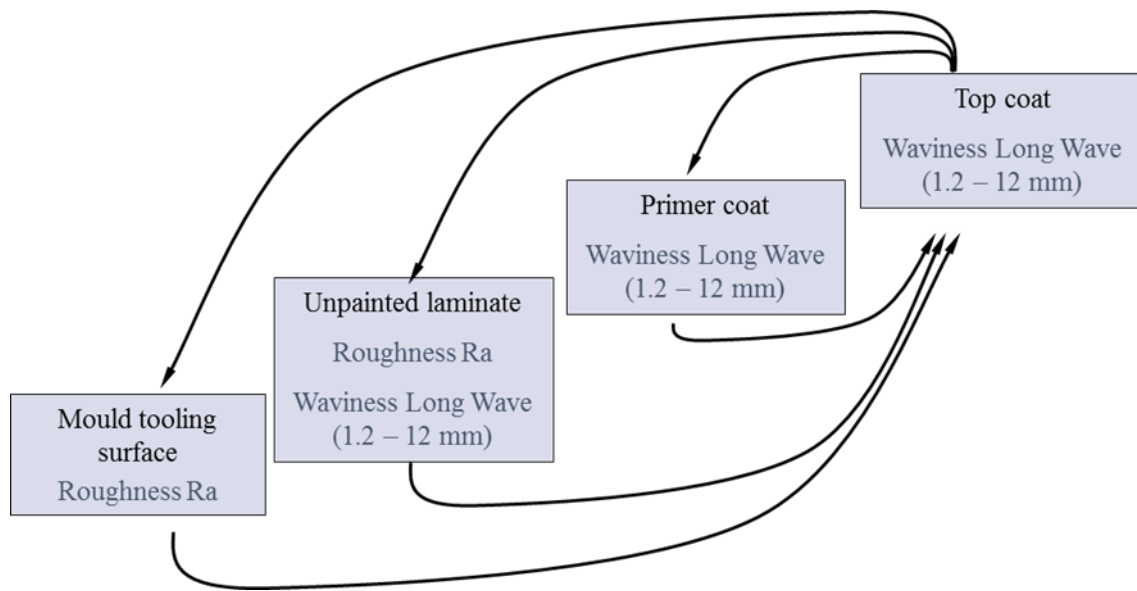 Top coat
Waviness Long Wave
(1.2 – 12 mm)
Primer coat
Waviness Long Wave
(1.2 – 12 mm)
Unpainted laminate
Roughness Ra
Waviness Long Wave
(1.2 – 12 mm)
Mould tooling
surface
Roughness Ra